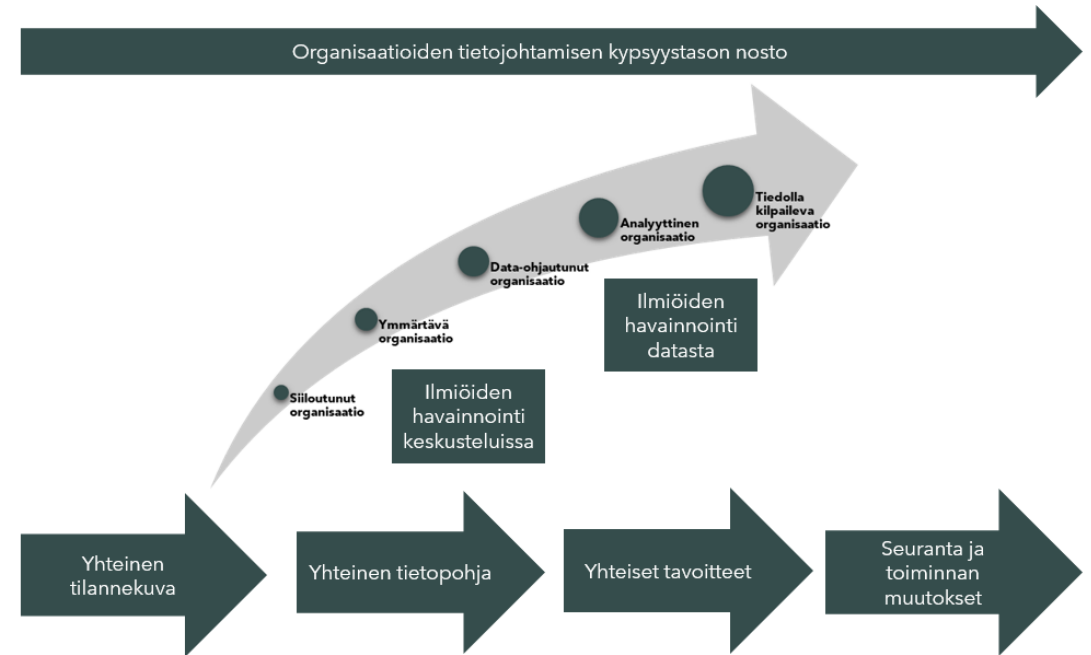 Organisaatioiden tietojohtamisen kypsyystason nosto
Tiedolla
kilpaileva
organisaatio
Analyyttinen
organisaatio
Data-ohjautunut
organisaatio
Ymmärtävä
organisaatio
Siiloutunut
organisaatio
Ilmiöiden
havainnointi
datasta
Ilmiöiden
havainnointi
keskusteluissa
Yhteinen
tilannekuva
Yhteinen tietopohja
Yhteiset tavoitteet
Seuranta ja
toiminnan
muutokset